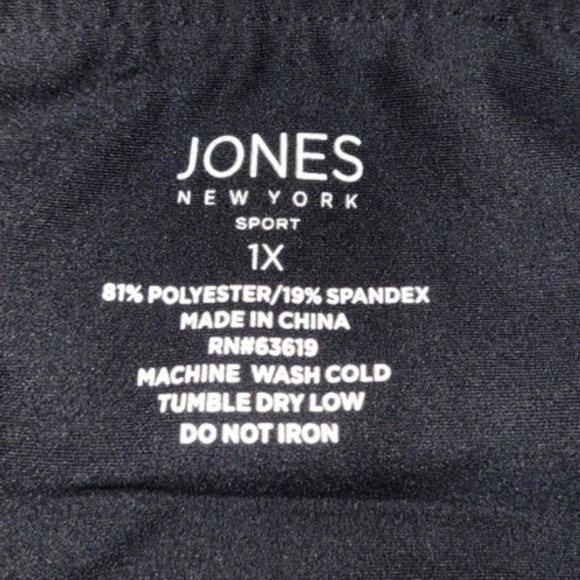 JONES
NEW YORK
SPORT
1X
81% POLYESTER/19% SPANDEX
MADE IN CHINA
RN#63619
MACHINE WASH COLD
TUMBLE DRY LOW
DO NOT IRON